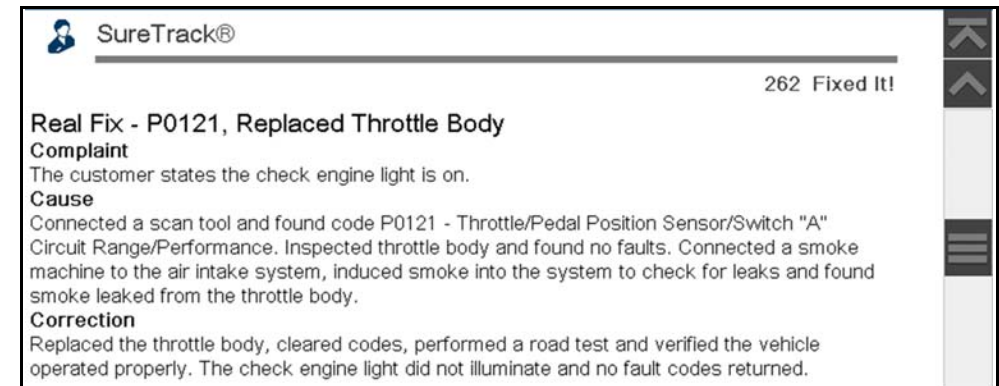 SureTrack®
262 Fixed It!
Real Fix - P0121, Replaced Throttle Body
Complaint
The customer states the check engine light is on.
Cause
Connected a scan tool and found code P0121 - Throttle/Pedal Position Sensor/Switch "A"
Circuit Range/Performance. Inspected throttle body and found no faults. Connected a smoke
machine to the air intake system, induced smoke into the system to check for leaks and found
smoke leaked from the throttle body.
Correction
Replaced the throttle body, cleared codes, performed a road test and verified the vehicle
operated properly. The check engine light did not illuminate and no fault codes returned.